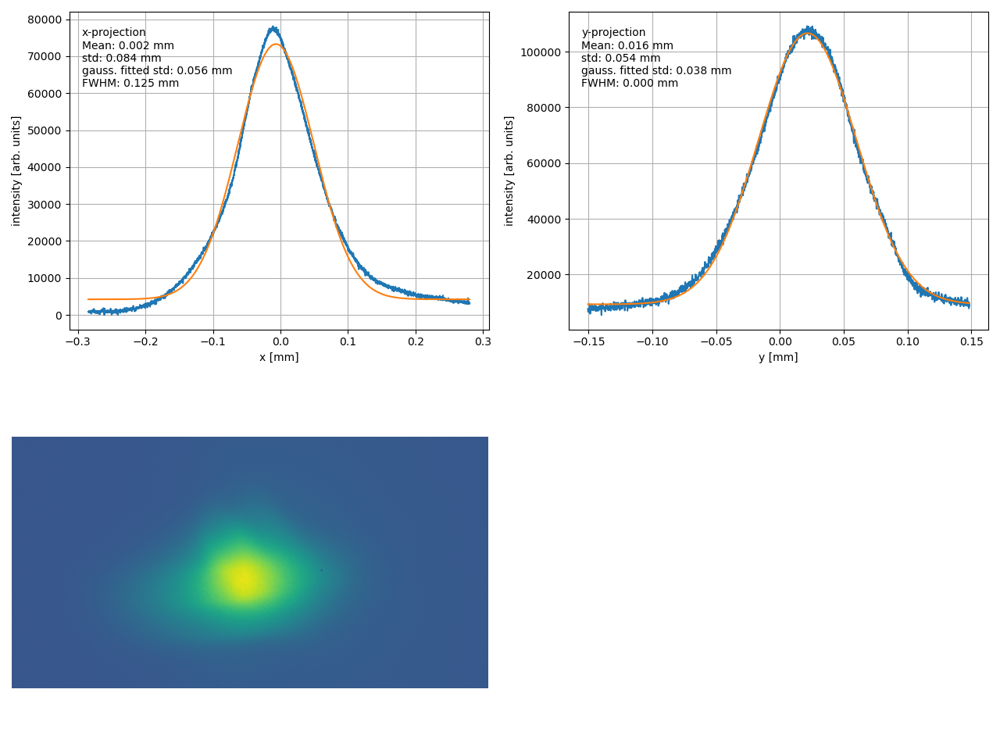 80000
70000
60000
50000
40000
30000
20000
10000
0
intensity [arb. units]
x-projection
Mean: 0.002 mm
std: 0.084 mm
gauss. fitted std: 0.056 mm
FWHM: 0.125 mm
−0.3 −0.2 −0.1 0.0 0.1 0.2 0.3
x [mm]
100000
80000
60000
40000
20000
intensity [arb. units]
y-projection
Mean: 0.016 mm
std: 0.054 mm
gauss. fitted std: 0.038 mm
FWHM: 0.000 mm
−0.15 −0.10 −0.05 0.00 0.05 0.10 0.15
y [mm]